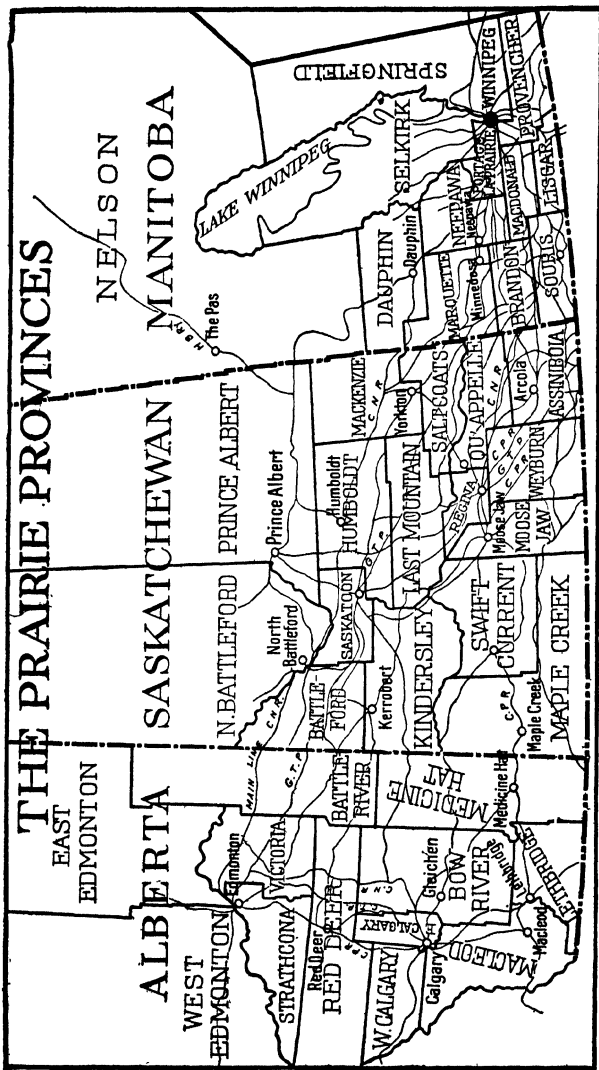 THE PRAIRIE PROVINCES
ALBERTA
SASKATCHEWAN
MANITOBA
WEST
EDMONTON
EAST
EDMONTON
Edmonton
STRATHCONA
VICTORIA
Red Deer
RED DEER
BATTLE
RIVER
W. CALGARY
CALGARY
Calgary
Gleichen
BOW
RIVER
MEDICINE
HAT
Medicine Hat
MACLEOD
Macleod
Lethbridge
LETHBRIDGE
C.P.R.
MAIN LINE C.N.R.
G.T.P.
N. BATTLEFORD
North
Battleford
BATTLE-
FORD
Kerrobert
KINDERSLEY
SASKATOON
G.T.P.
PRINCE ALBERT
Prince Albert
HUMBOLDT
Humboldt
LAST MOUNTAIN
MACKENZIE
C.N.R.
Yorkton
SALTCOATS
QU'APPELLE
REGINA
C.N.R.
C.P.R.
G.T.P.
C.P.R.
Moose Jaw
MOOSE
JAW
WEYBURN
Arcola
ASSINIBOIA
SWIFT
CURRENT
C.P.R.
Maple Creek
MAPLE CREEK
NELSON
H.B.RY.
The Pas
LAKE WINNIPEG
SPRINGFIELD
SELKIRK
DAUPHIN
Dauphin
NEEPAWA
Neepawa
MARQUETTE
Minnedosa
PORTAGE
LA PRAIRIE
WINNIPEG
PROVENCHER
MACDONALD
LISGAR
BRANDON
SOURIS